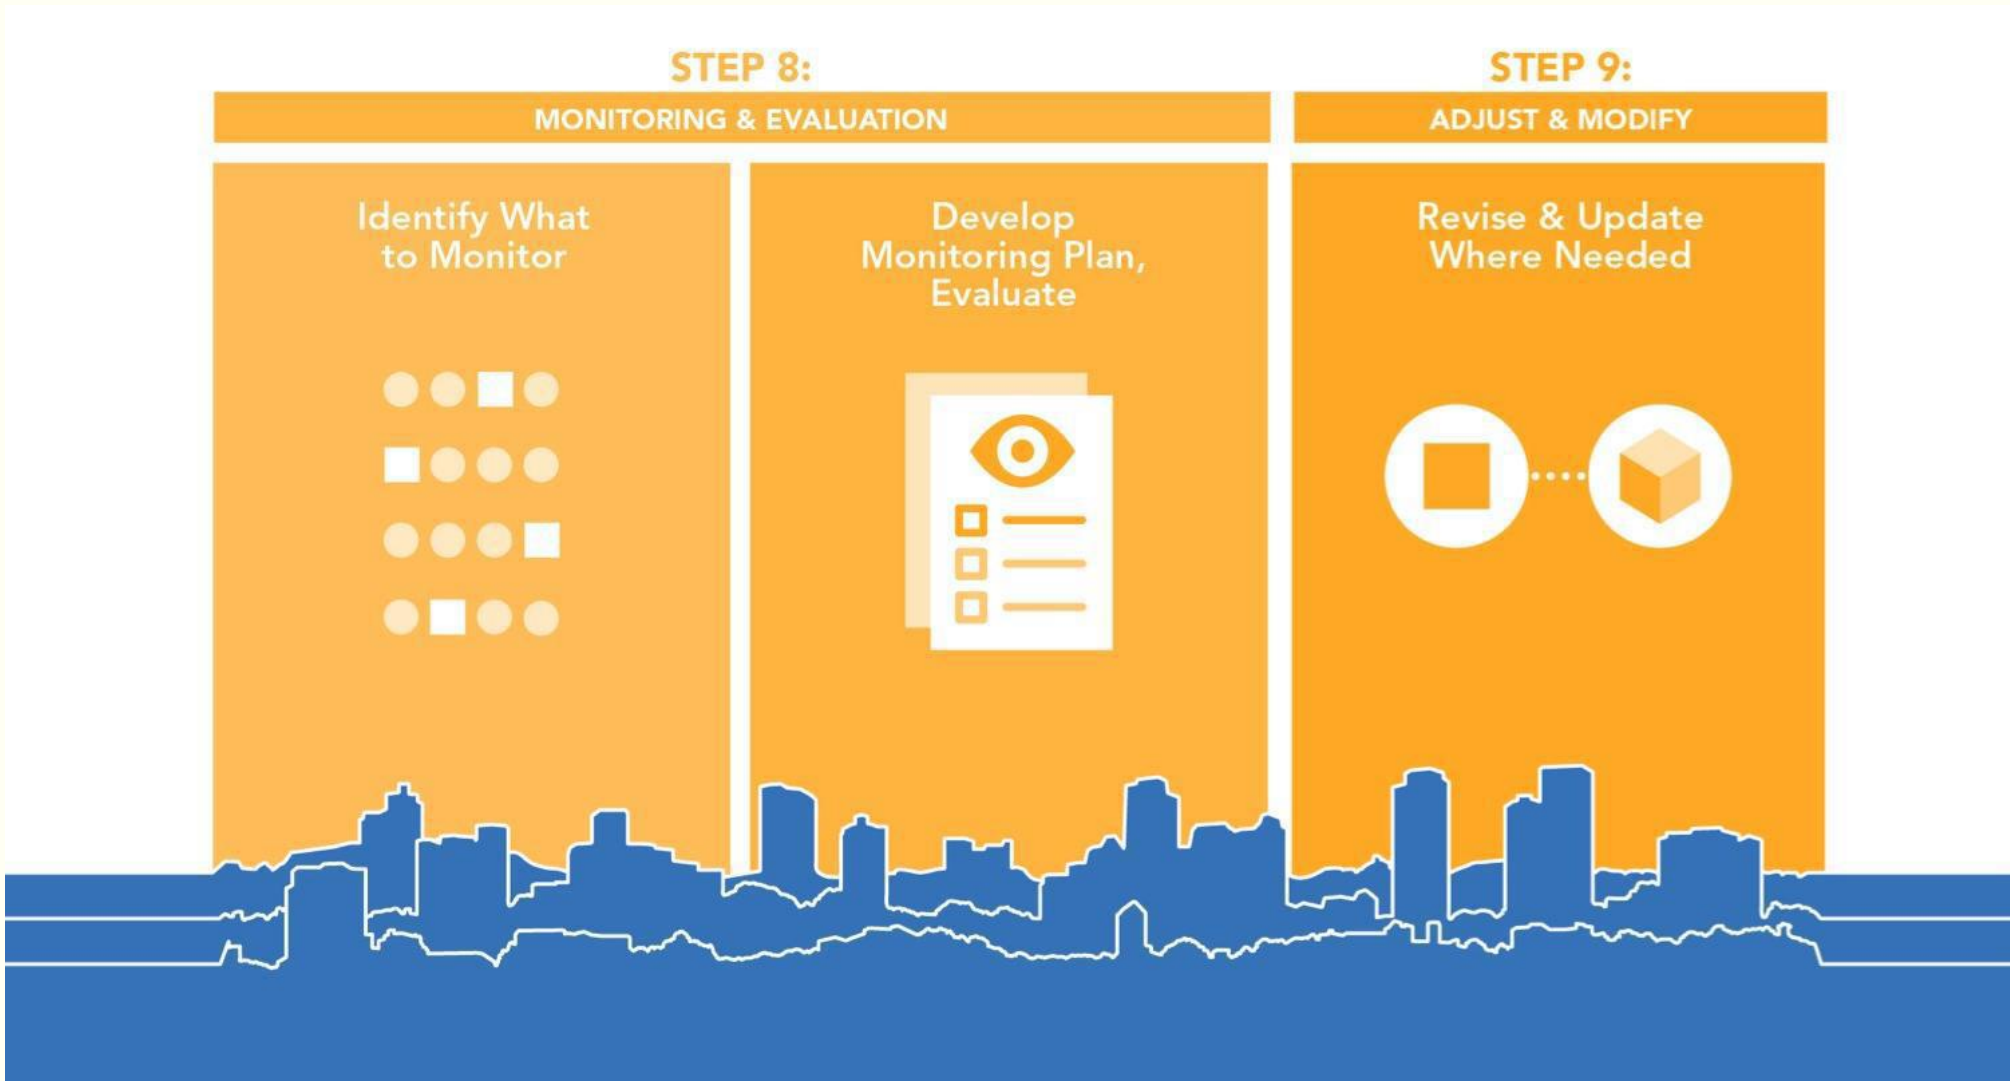 STEP 8:
MONITORING & EVALUATION
Identify What
to Monitor
Develop
Monitoring Plan,
Evaluate
STEP 9:
ADJUST & MODIFY
Revise & Update
Where Needed